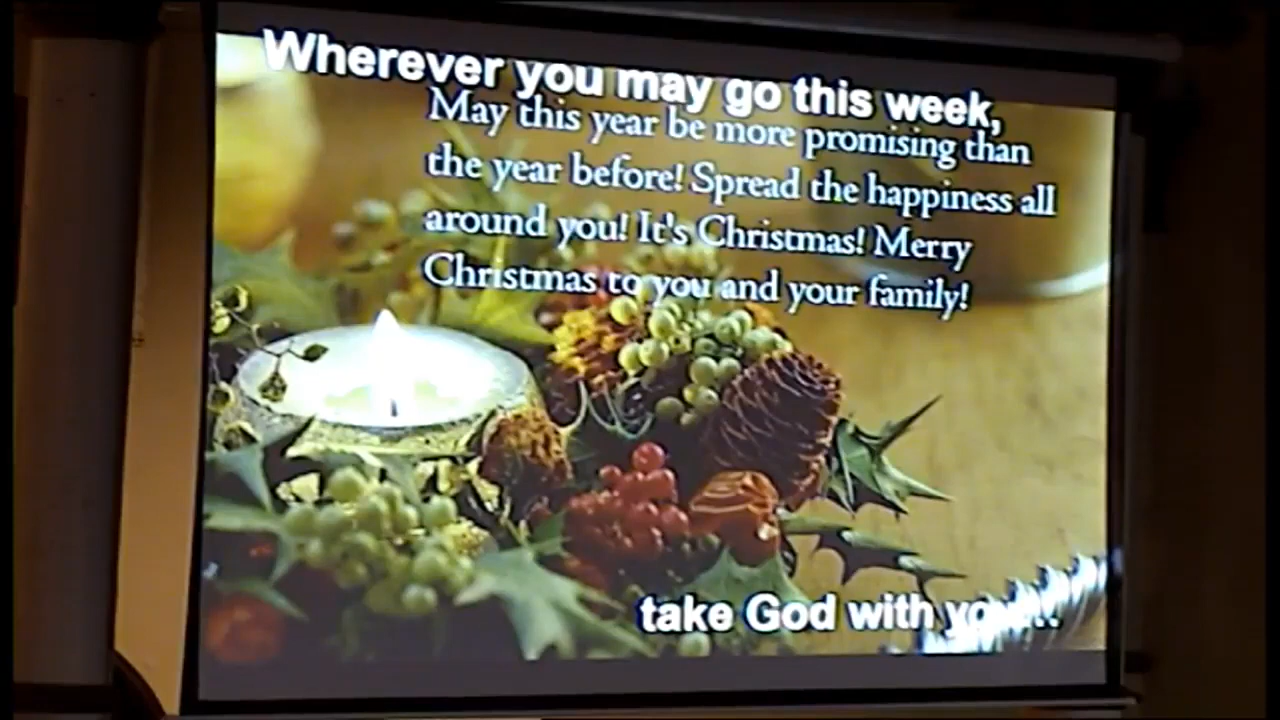 Wherever you may go this week,
May this year be more promising than
the year before! Spread the happiness all
around you! It's Christmas! Merry
Christmas to you and your family!
take God with you...